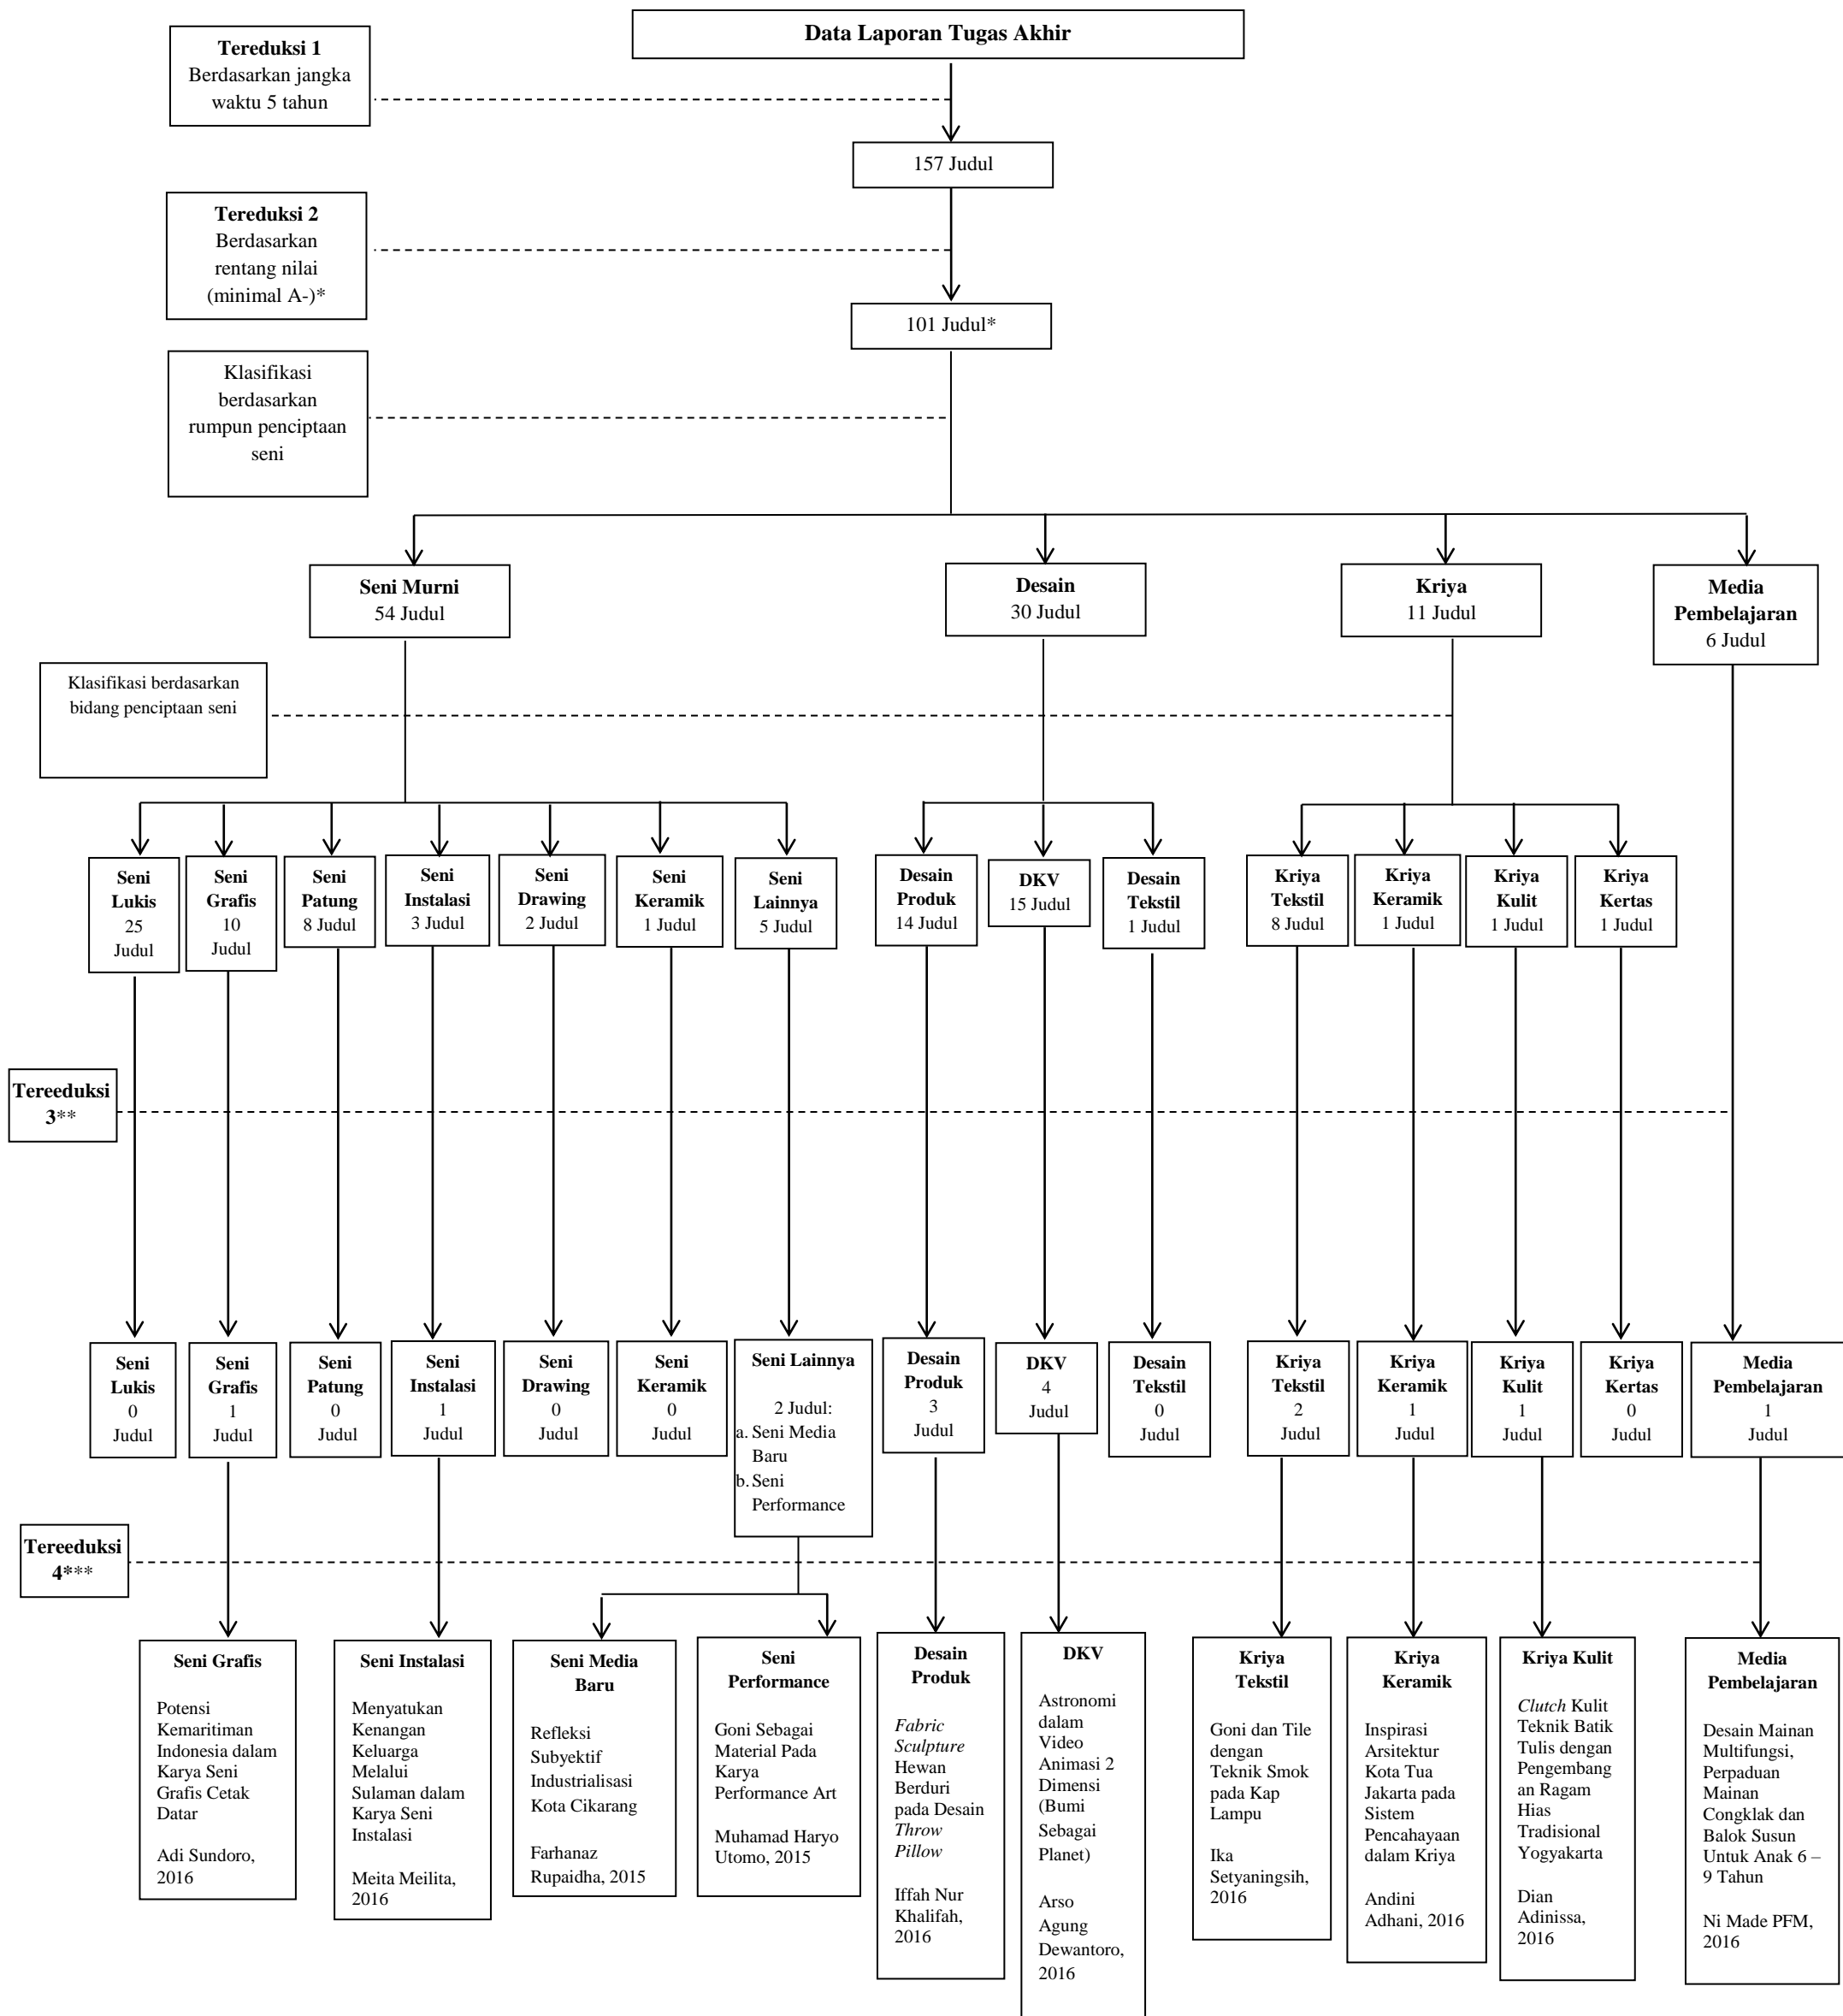 Data Laporan Tugas Akhir
Tereduksi 1
Berdasarkan jangka
waktu 5 tahun
157 Judul
Tereduksi 2
Berdasarkan
rentang nilai
(minimal A-)*
101 Judul*
Klasifikasi
berdasarkan
rumpun penciptaan
seni
Seni Murni
54 Judul
Desain
30 Judul
Kriya
11 Judul
Media
Pembelajaran
6 Judul
Klasifikasi berdasarkan
bidang penciptaan seni
Seni
Lukis
25
Judul
Seni
Grafis
10
Judul
Seni
Patung
8 Judul
Seni
Instalasi
3 Judul
Seni
Drawing
2 Judul
Seni
Keramik
1 Judul
Seni
Lainnya
5 Judul
Desain
Produk
14 Judul
DKV
15 Judul
Desain
Tekstil
1 Judul
Kriya
Tekstil
8 Judul
Kriya
Keramik
1 Judul
Kriya
Kulit
1 Judul
Kriya
Kertas
1 Judul
Tereeduksi
3**
Seni
Lukis
0
Judul
Seni
Grafis
1
Judul
Seni
Patung
0
Judul
Seni
Instalasi
1
Judul
Seni
Drawing
0
Judul
Seni
Keramik
0
Judul
Seni Lainnya
2 Judul:
a. Seni Media
Baru
b. Seni
Performance
Desain
Produk
3
Judul
DKV
4
Judul
Desain
Tekstil
0
Judul
Kriya
Tekstil
2
Judul
Kriya
Keramik
1
Judul
Kriya
Kulit
1
Judul
Kriya
Kertas
0
Judul
Media
Pembelajaran
1
Judul
Tereeduksi
4***
Seni Grafis
Potensi
Kemaritiman
Indonesia dalam
Karya Seni
Grafis Cetak
Datar
Adi Sundoro,
2016
Seni Instalasi
Menyatukan
Kenangan
Keluarga
Melalui
Sulaman dalam
Karya Seni
Instalasi
Meita Meilita,
2016
Seni Media
Baru
Refleksi
Subyektif
Industrialisasi
Kota Cikarang
Farhanaz
Rupaidha, 2015
Seni
Performance
Goni Sebagai
Material Pada
Karya
Performance Art
Muhamad Haryo
Utomo, 2015
Desain
Produk
Fabric
Sculpture
Hewan
Berduri
pada Desain
Throw
Pillow
Iffah Nur
Khalifah,
2016
DKV
Astronomi
dalam
Video
Animasi 2
Dimensi
(Bumi
Sebagai
Planet)
Arso
Agung
Dewantoro,
2016
Kriya
Tekstil
Goni dan Tile
dengan
Teknik Smok
pada Kap
Lampu
Ika
Setyaningsih,
2016
Kriya
Keramik
Inspirasi
Arsitektur
Kota Tua
Jakarta pada
Sistem
Pencahayaan
dalam Kriya
Andini
Adhani, 2016
Kriya Kulit
Clutch Kulit
Teknik Batik
Tulis dengan
Pengembang
an Ragam
Hias
Tradisional
Yogyakarta
Dian
Adinissa,
2016
Media
Pembelajaran
Desain Mainan
Multifungsi,
Perpaduan
Mainan
Congklak dan
Balok Susun
Untuk Anak 6 –
9 Tahun
Ni Made PFM,
2016